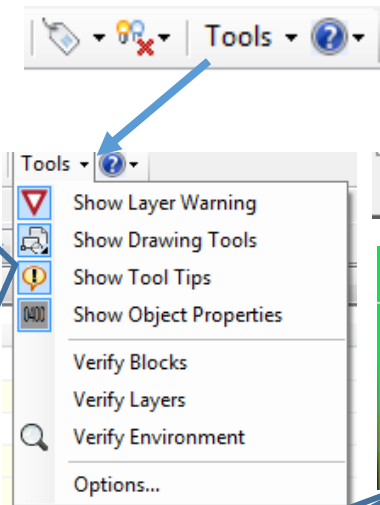 Tools
Tools
Show Layer Warning
Show Drawing Tools
Show Tool Tips
0400 Show Object Properties
Verify Blocks
Verify Layers
Verify Environment
Options...